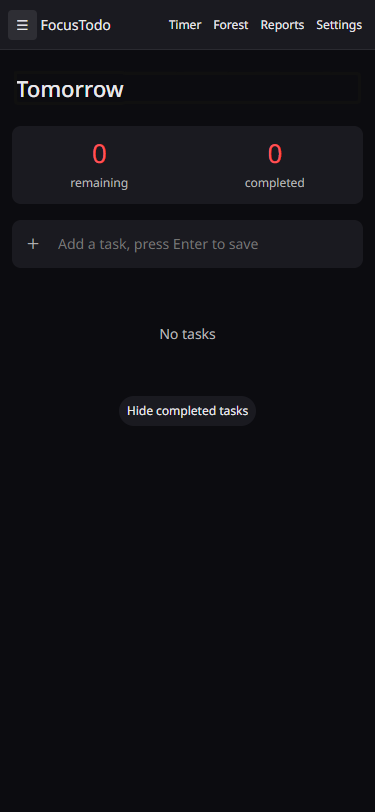 ☰ FocusTodo Timer Forest Reports Settings
Tomorrow
0 0
remaining completed
+ Add a task, press Enter to save
No tasks
Hide completed tasks